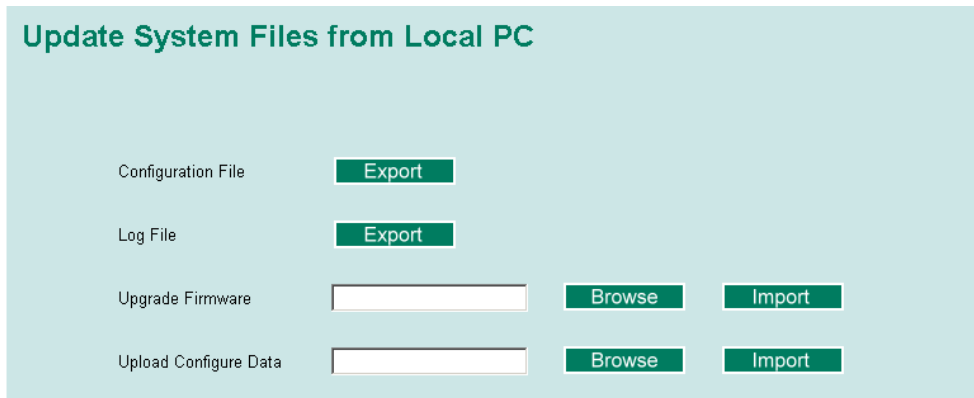 Update System Files from Local PC
Configuration File Export
Log File Export
Upgrade Firmware Browse Import
Upload Configure Data Browse Import